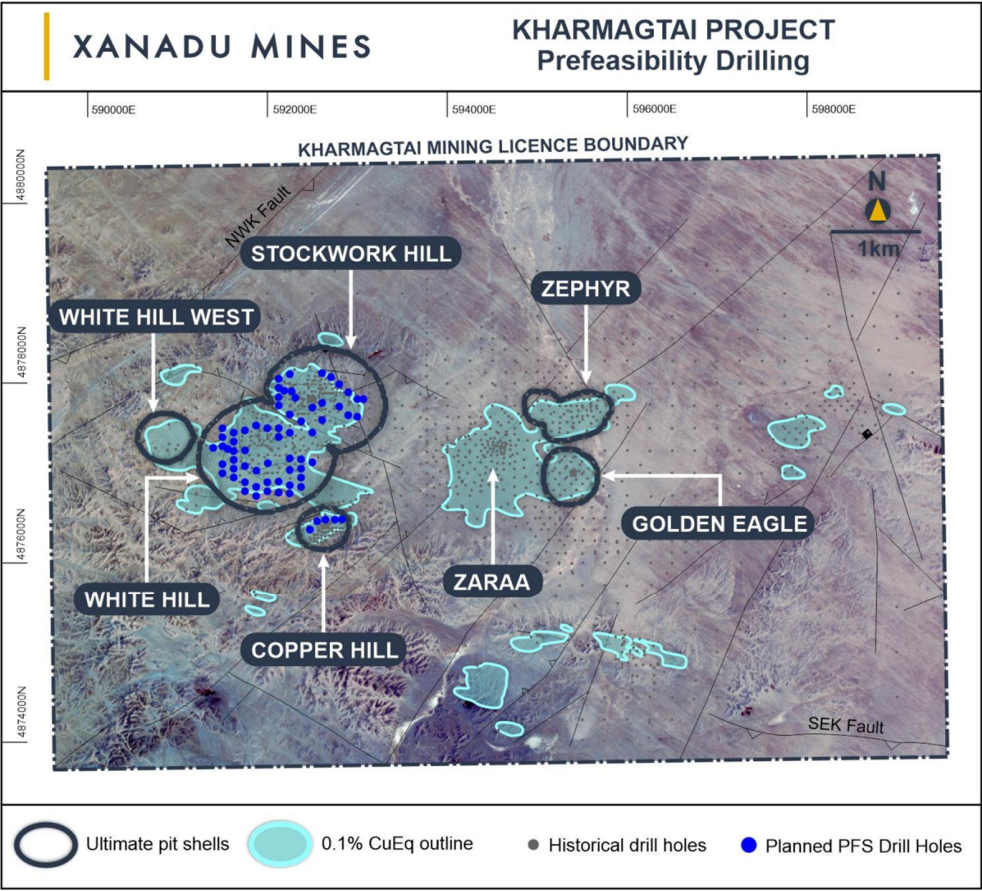 XANADU MINES
KHARMAGTAI PROJECT
Prefeasibility Drilling
590000E
592000E
594000E
596000E
598000E
KHARMAGTAI MINING LICENCE BOUNDARY
4880000N
4878000N
4876000N
4874000N
NWK Fault
N
1km
STOCKWORK HILL
ZEPHYR
WHITE HILL WEST
GOLDEN EAGLE
ZARAA
WHITE HILL
COPPER HILL
SEK Fault
Ultimate pit shells
0.1% CuEq outline
Historical drill holes
Planned PFS Drill Holes